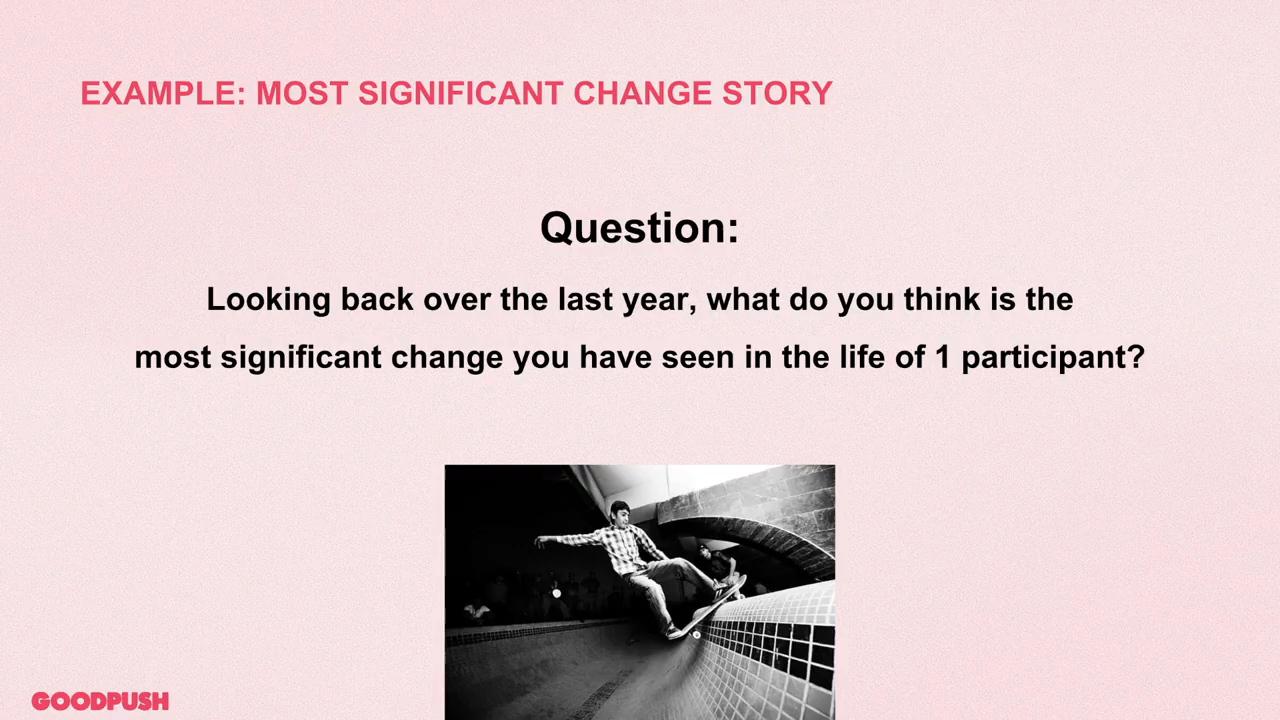 EXAMPLE: MOST SIGNIFICANT CHANGE STORY
Question:
Looking back over the last year, what do you think is the
most significant change you have seen in the life of 1 participant?
GOODPUSH